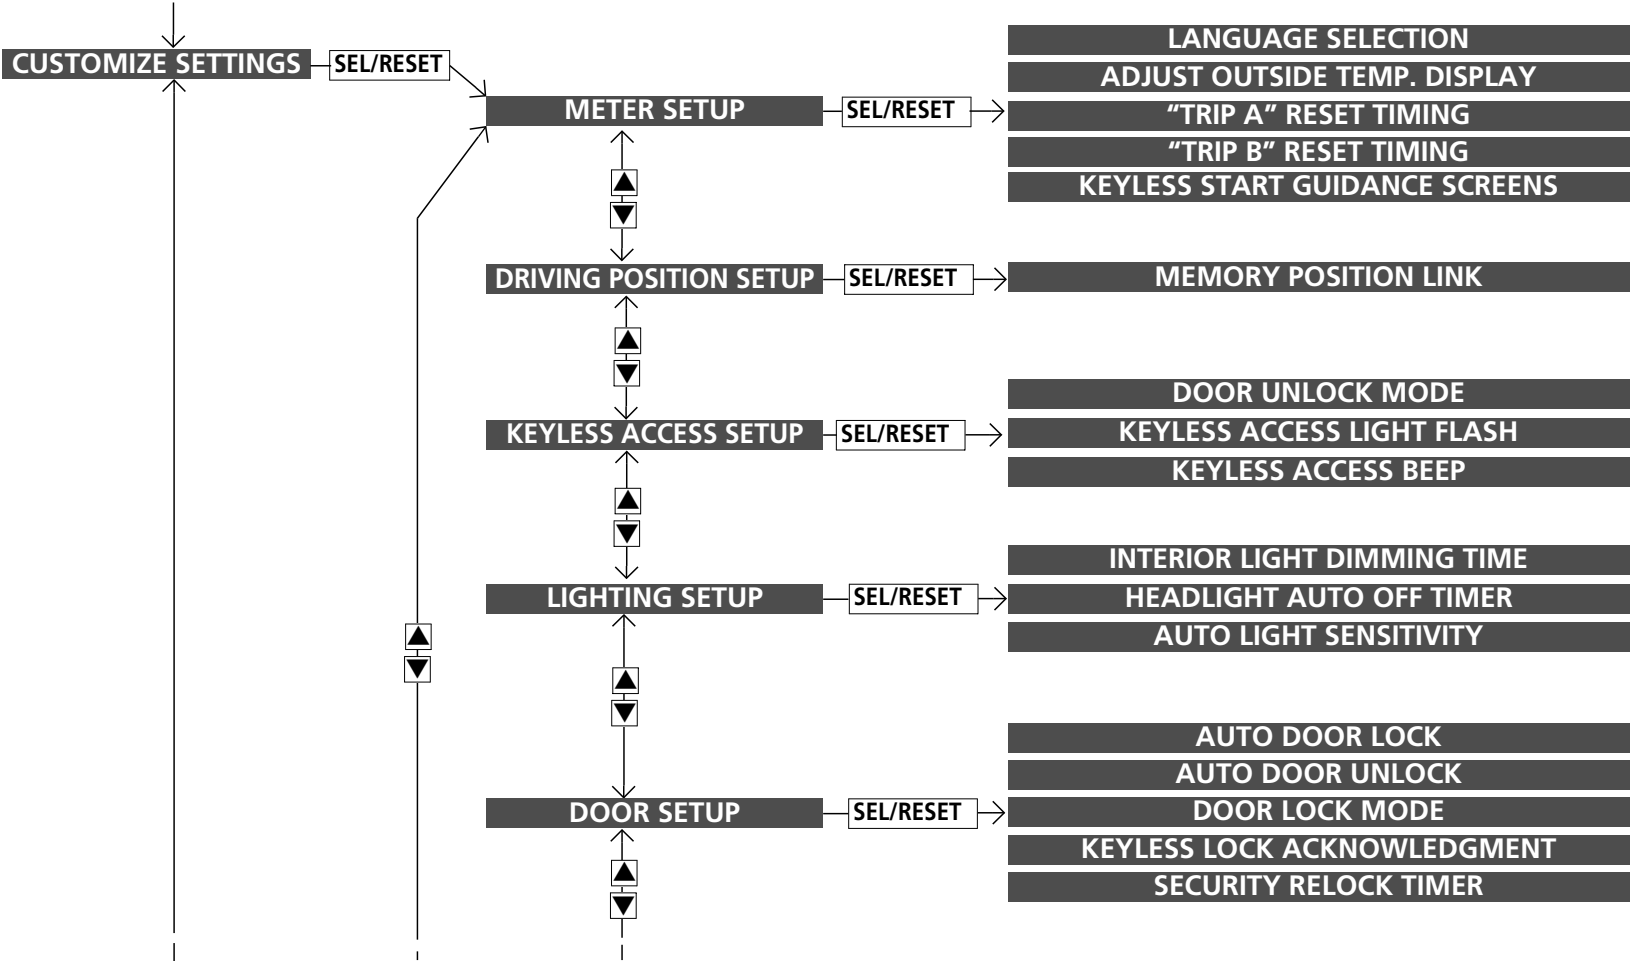 CUSTOMIZE SETTINGS
SEL/RESET
METER SETUP
SEL/RESET
LANGUAGE SELECTION
ADJUST OUTSIDE TEMP. DISPLAY
“TRIP A” RESET TIMING
“TRIP B” RESET TIMING
KEYLESS START GUIDANCE SCREENS
DRIVING POSITION SETUP
SEL/RESET
MEMORY POSITION LINK
KEYLESS ACCESS SETUP
SEL/RESET
DOOR UNLOCK MODE
KEYLESS ACCESS LIGHT FLASH
KEYLESS ACCESS BEEP
LIGHTING SETUP
SEL/RESET
INTERIOR LIGHT DIMMING TIME
HEADLIGHT AUTO OFF TIMER
AUTO LIGHT SENSITIVITY
DOOR SETUP
SEL/RESET
AUTO DOOR LOCK
AUTO DOOR UNLOCK
DOOR LOCK MODE
KEYLESS LOCK ACKNOWLEDGMENT
SECURITY RELOCK TIMER